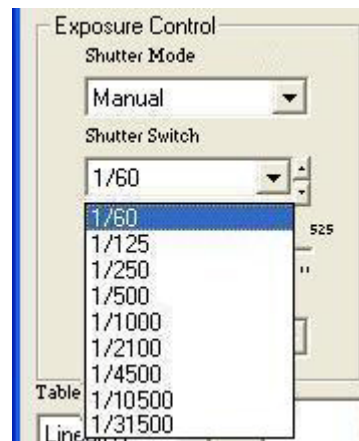 Exposure Control
Shutter Mode
Manual
Shutter Switch
1/60
1/60
1/125 525
1/250
1/500
1/1000
1/2100
1/4500
Table 1/10500
1/31500